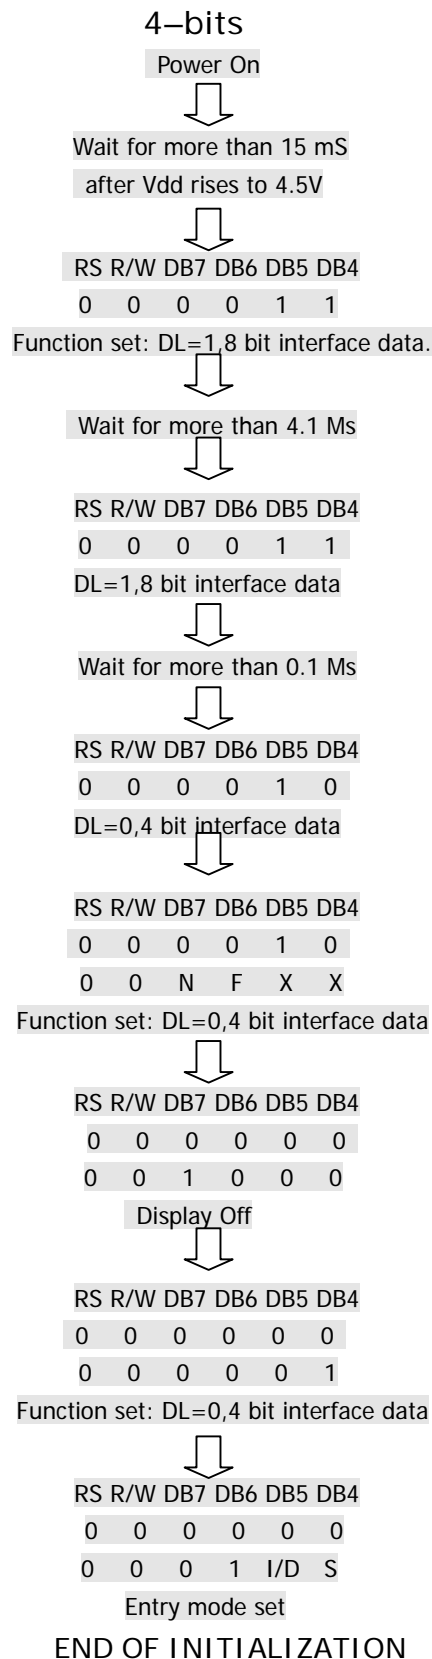 4–bits
Power On
Wait for more than 15 mS
after Vdd rises to 4.5V
RS R/W DB7 DB6 DB5 DB4
0 0 0 0 1 1
Function set: DL=1,8 bit interface data.
Wait for more than 4.1 Ms
RS R/W DB7 DB6 DB5 DB4
0 0 0 0 1 1
DL=1,8 bit interface data
Wait for more than 0.1 Ms
RS R/W DB7 DB6 DB5 DB4
0 0 0 0 1 0
DL=0,4 bit interface data
RS R/W DB7 DB6 DB5 DB4
0 0 0 0 1 0
0 0 N F X X
Function set: DL=0,4 bit interface data
RS R/W DB7 DB6 DB5 DB4
0 0 0 0 0 0
0 0 1 0 0 0
Display Off
RS R/W DB7 DB6 DB5 DB4
0 0 0 0 0 0
0 0 0 0 0 1
Function set: DL=0,4 bit interface data
RS R/W DB7 DB6 DB5 DB4
0 0 0 0 0 0
0 0 0 1 I/D S
Entry mode set
END OF INITIALIZATION